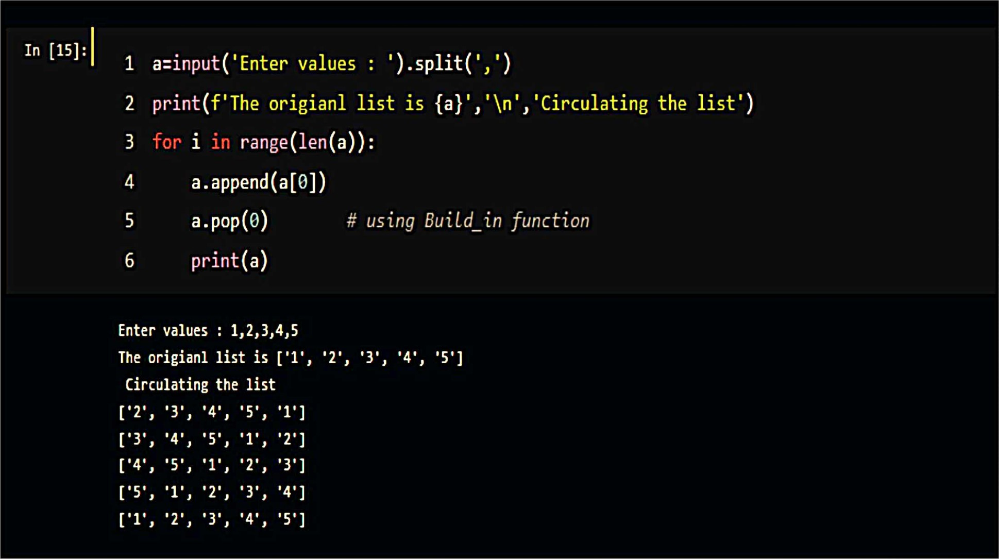 In [15]:
1 a=input('Enter values : ').split(',')
2 print(f'The origianl list is {a}','\n','Circulating the list')
3 for i in range(len(a)):
4     a.append(a[0])
5     a.pop(0)        # using Build_in function
6     print(a)
Enter values : 1,2,3,4,5
The origianl list is ['1', '2', '3', '4', '5']
 Circulating the list
['2', '3', '4', '5', '1']
['3', '4', '5', '1', '2']
['4', '5', '1', '2', '3']
['5', '1', '2', '3', '4']
['1', '2', '3', '4', '5']